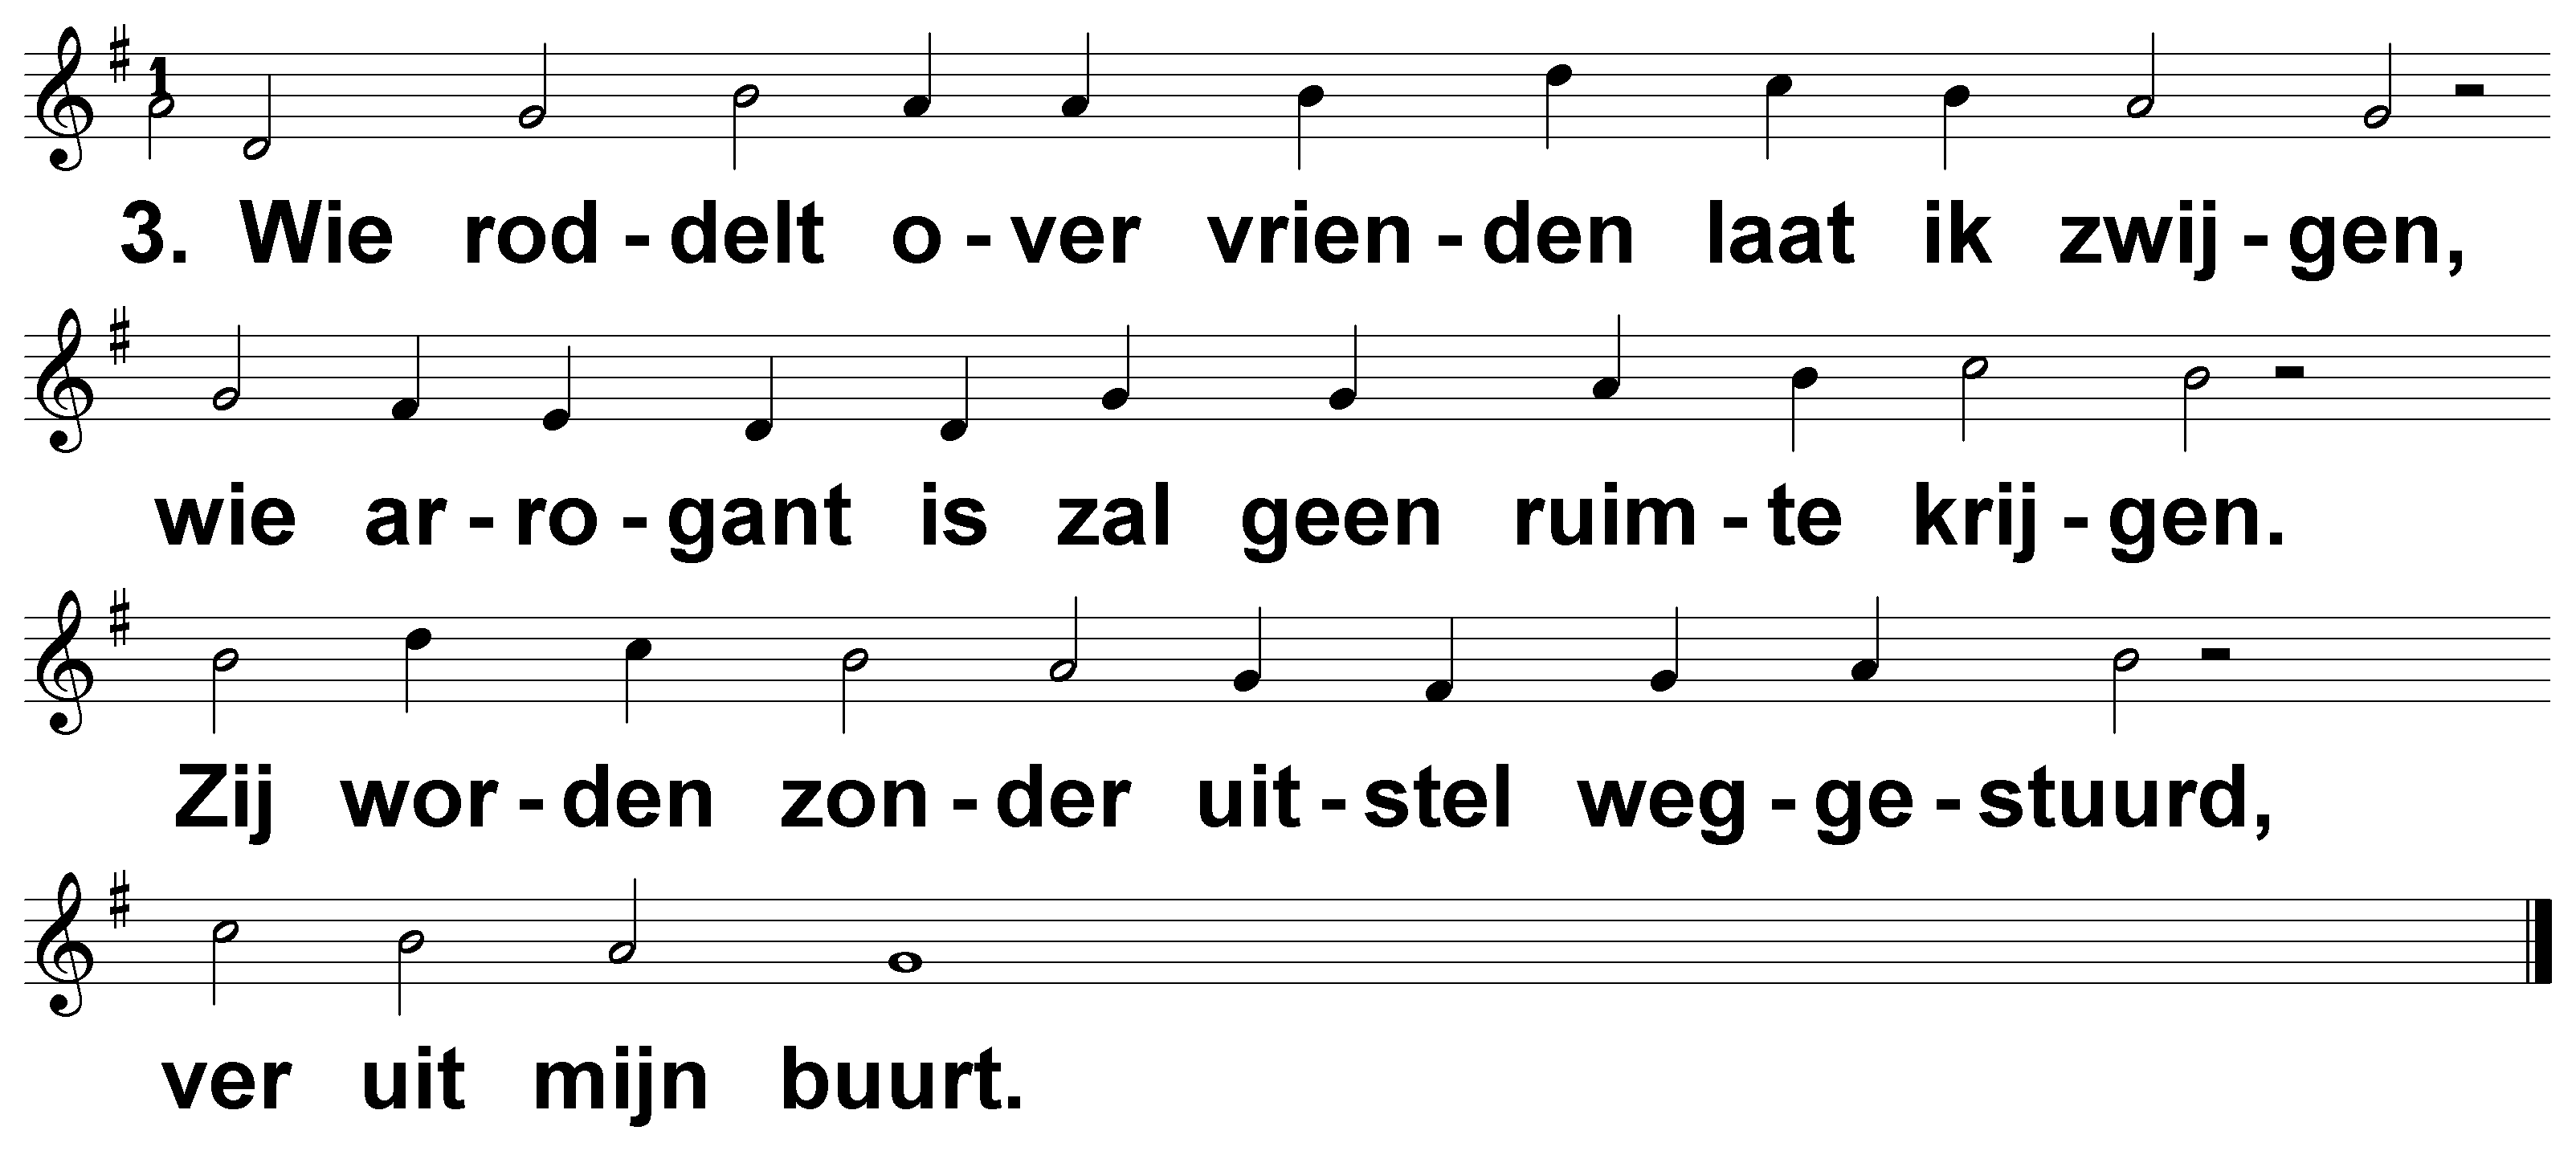 1
3. Wie rod - delt o - ver vrien - den laat ik zwij - gen,
wie ar - ro - gant is zal geen ruim - te krij - gen.
Zij wor - den zon - der uit - stel weg - ge - stuurd,
ver uit mijn buurt.